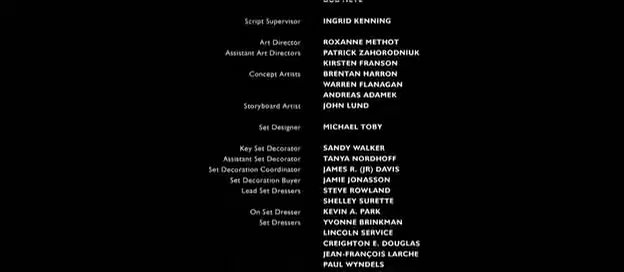 Script Supervisor INGRID KENNING
Art Director ROXANNE METHOT
Assistant Art Directors PATRICK ZAHORODNIUK
KIRSTEN FRANSON
Concept Artists BRENTAN HARRON
WARREN FLANAGAN
ANDREAS ADAMEK
Storyboard Artist JOHN LUND
Set Designer MICHAEL TOBY
Key Set Decorator SANDY WALKER
Assistant Set Decorator TANYA NORDHOFF
Set Decoration Coordinator JAMES R. (JR) DAVIS
Set Decoration Buyer JAMIE JONASSON
Lead Set Dressers STEVE ROWLAND
SHELLEY SURETTE
On Set Dresser KEVIN A. PARK
Set Dressers YVONNE BRINKMAN
LINCOLN SERVICE
CREIGHTON E. DOUGLAS
JEAN-FRANÇOIS LARCHE
PAUL WYNDELS